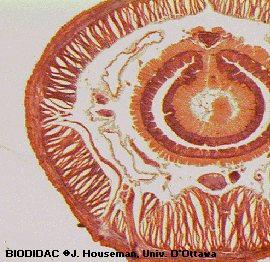 BIODIDAC �J. Houseman, Univ. D'Ottawa